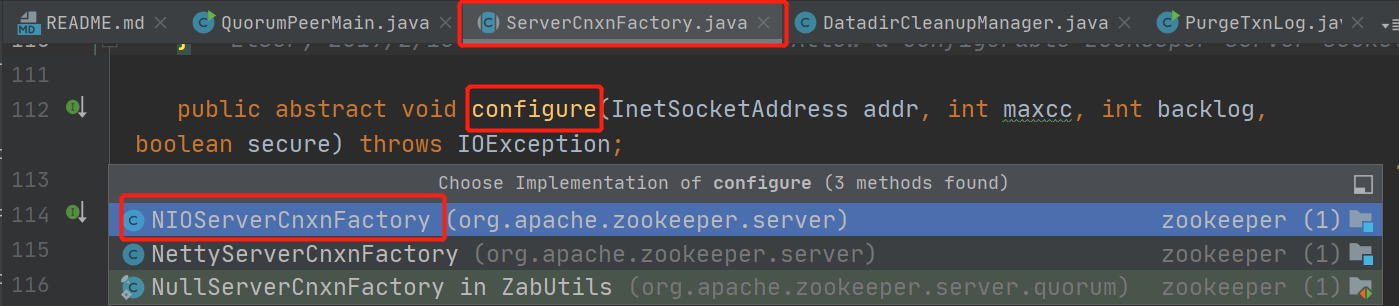 README.md × QuorumPeerMain.java × ServerCnxnFactory.java × DatadirCleanupManager.java × PurgeTxnLog.jav ×
111
112 public abstract void configure(InetSocketAddress addr, int maxcc, int backlog,
boolean secure) throws IOException;
113 Choose Implementation of configure (3 methods found)
114 NIOServerCnxnFactory (org.apache.zookeeper.server) zookeeper (1)
115 NettyServerCnxnFactory (org.apache.zookeeper.server) zookeeper (1)
116 NullServerCnxnFactory in ZabUtils (org.apache.zookeeper.server.quorum) zookeeper (1)